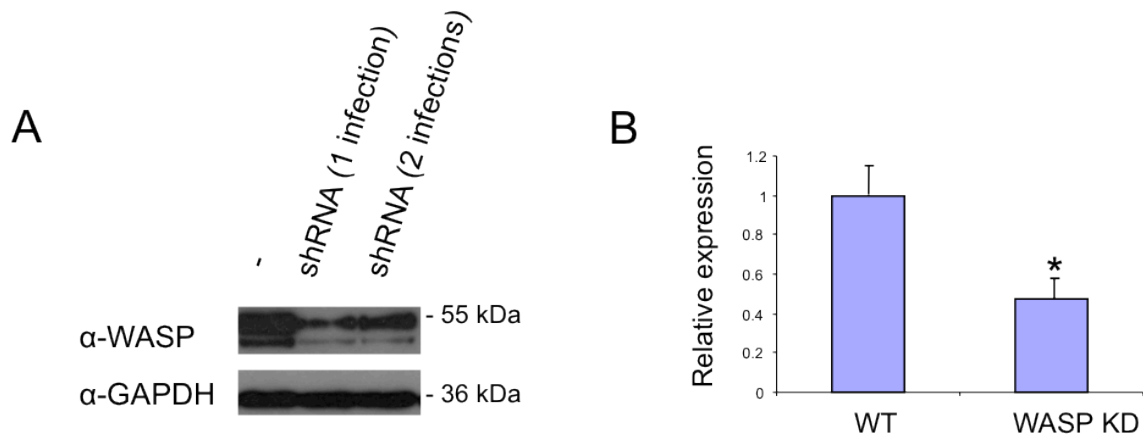 A
-
shRNA (1 infection)
shRNA (2 infections)
α-WASP
- 55 kDa
α-GAPDH
- 36 kDa
B
Relative expression
1.2
1
0.8
0.6
0.4
0.2
0
*
WT
WASP KD